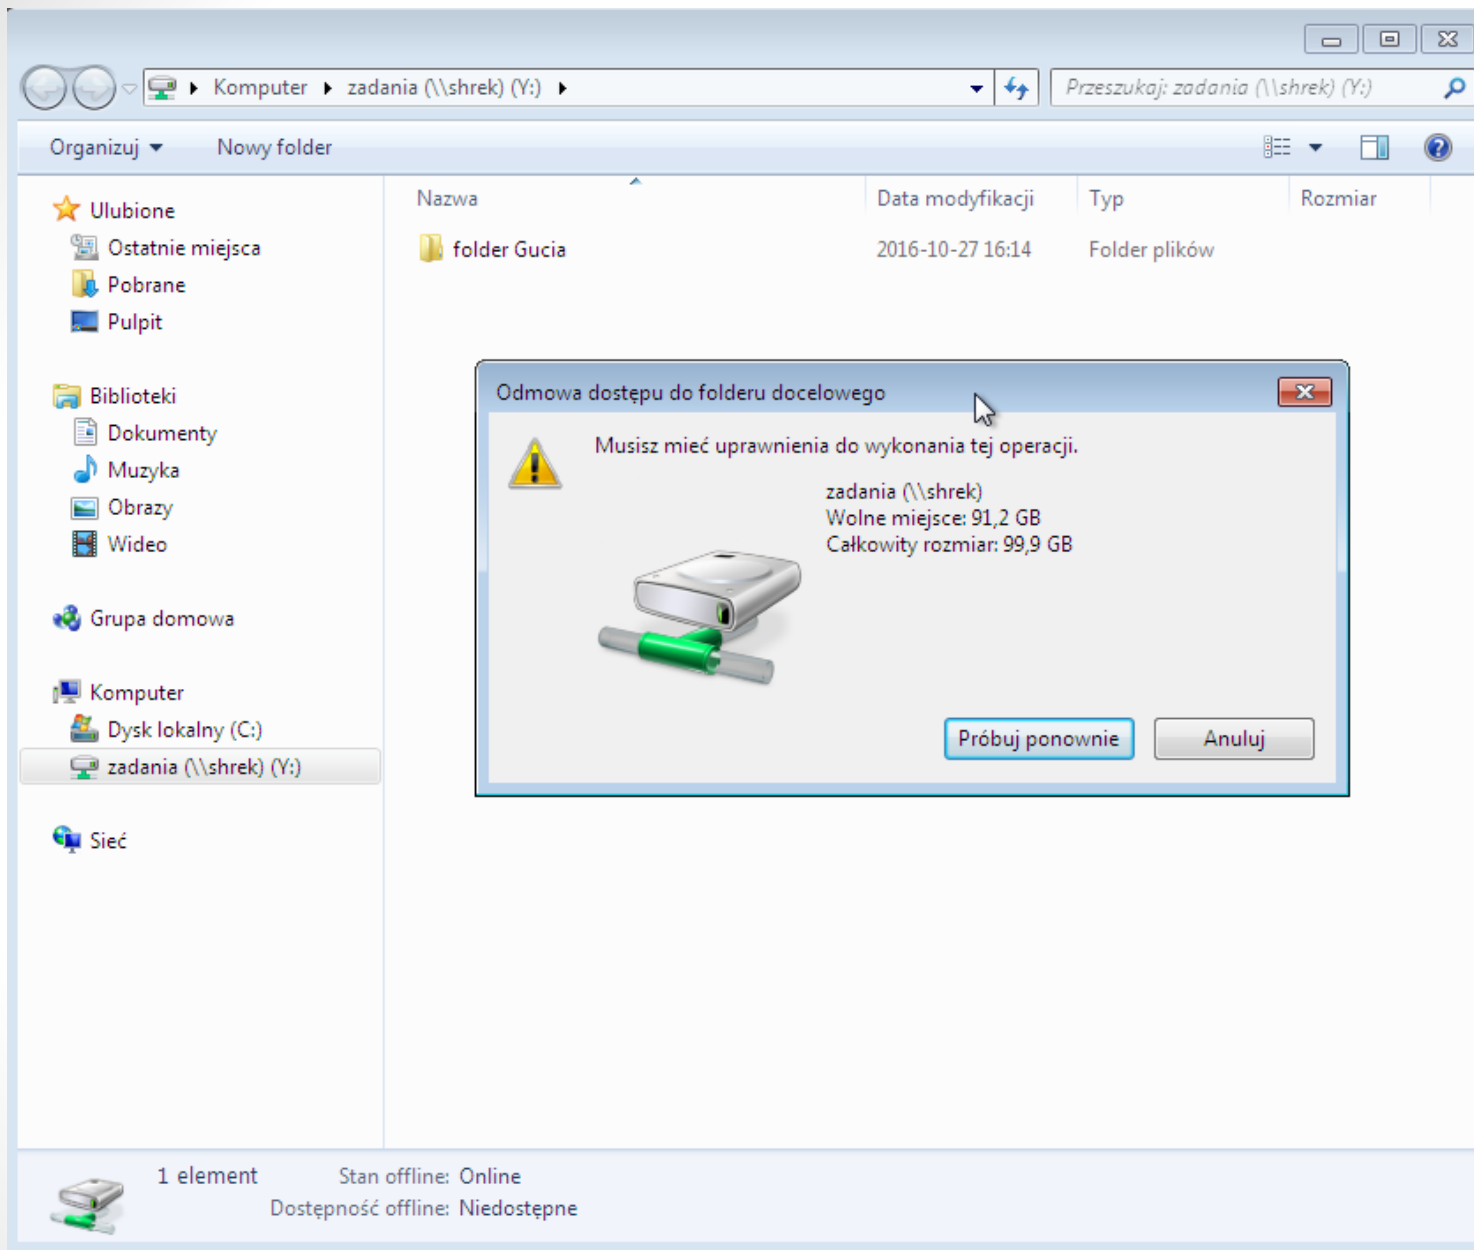 Komputer zadania (\\shrek) (Y:)
Przeszukaj: zadania (\\shrek) (Y:)
Organizuj Nowy folder
Nazwa Data modyfikacji Typ Rozmiar
folder Gucia 2016-10-27 16:14 Folder plików
Ulubione
Ostatnie miejsca
Pobrane
Pulpit
Biblioteki
Dokumenty
Muzyka
Obrazy
Wideo
Grupa domowa
Komputer
Dysk lokalny (C:)
zadania (\\shrek) (Y:)
Sieć
Odmowa dostępu do folderu docelowego
Musisz mieć uprawnienia do wykonania tej operacji.
zadania (\\shrek)
Wolne miejsce: 91,2 GB
Całkowity rozmiar: 99,9 GB
Próbuj ponownie Anuluj
1 element Stan offline: Online
Dostępność offline: Niedostępne